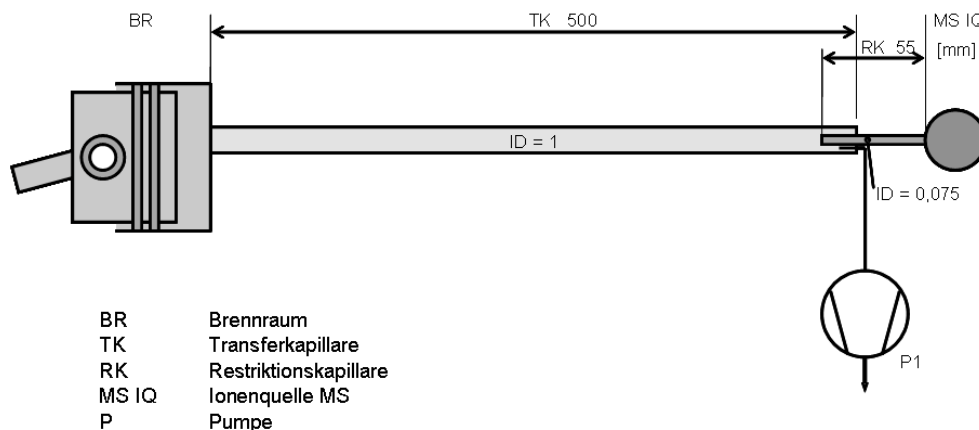 BR TK 500 MS IQ
RK 55 [mm]
ID = 1
ID = 0,075
P1
BR Brennraum
TK Transferkapillare
RK Restriktionskapillare
MS IQ Ionenquelle MS
P Pumpe